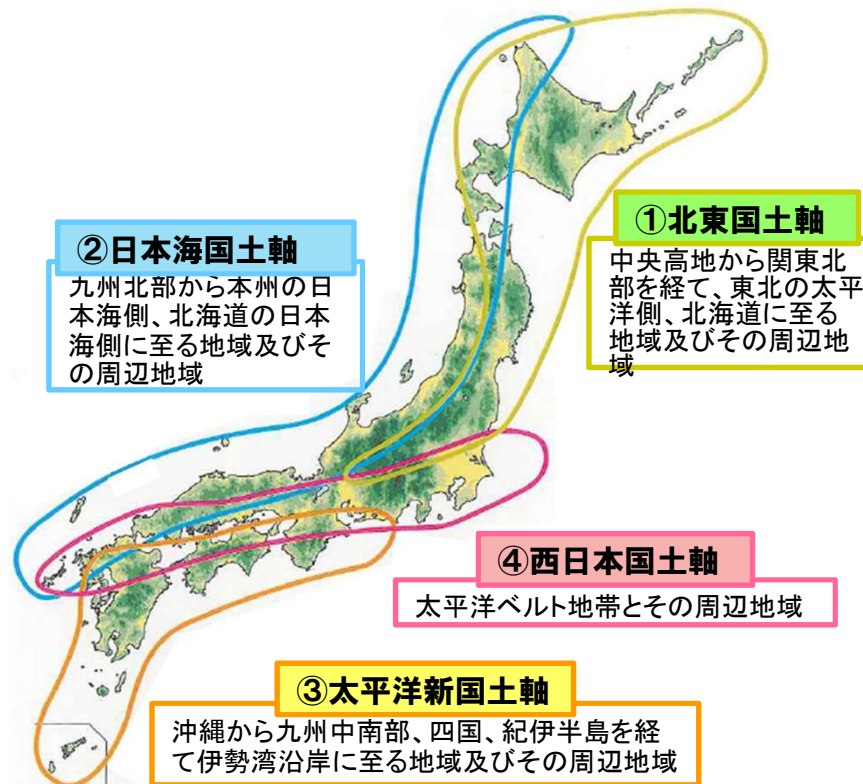 ①北東国土軸
中央高地から関東北
部を経て、東北の太平
洋側、北海道に至る
地域及びその周辺地
域
②日本海国土軸
九州北部から本州の日
本海側、北海道の日本
海側に至る地域及びそ
の周辺地域
④西日本国土軸
太平洋ベルト地帯とその周辺地域
③太平洋新国土軸
沖縄から九州中南部、四国、紀伊半島を経
て伊勢湾沿岸に至る地域及びその周辺地域